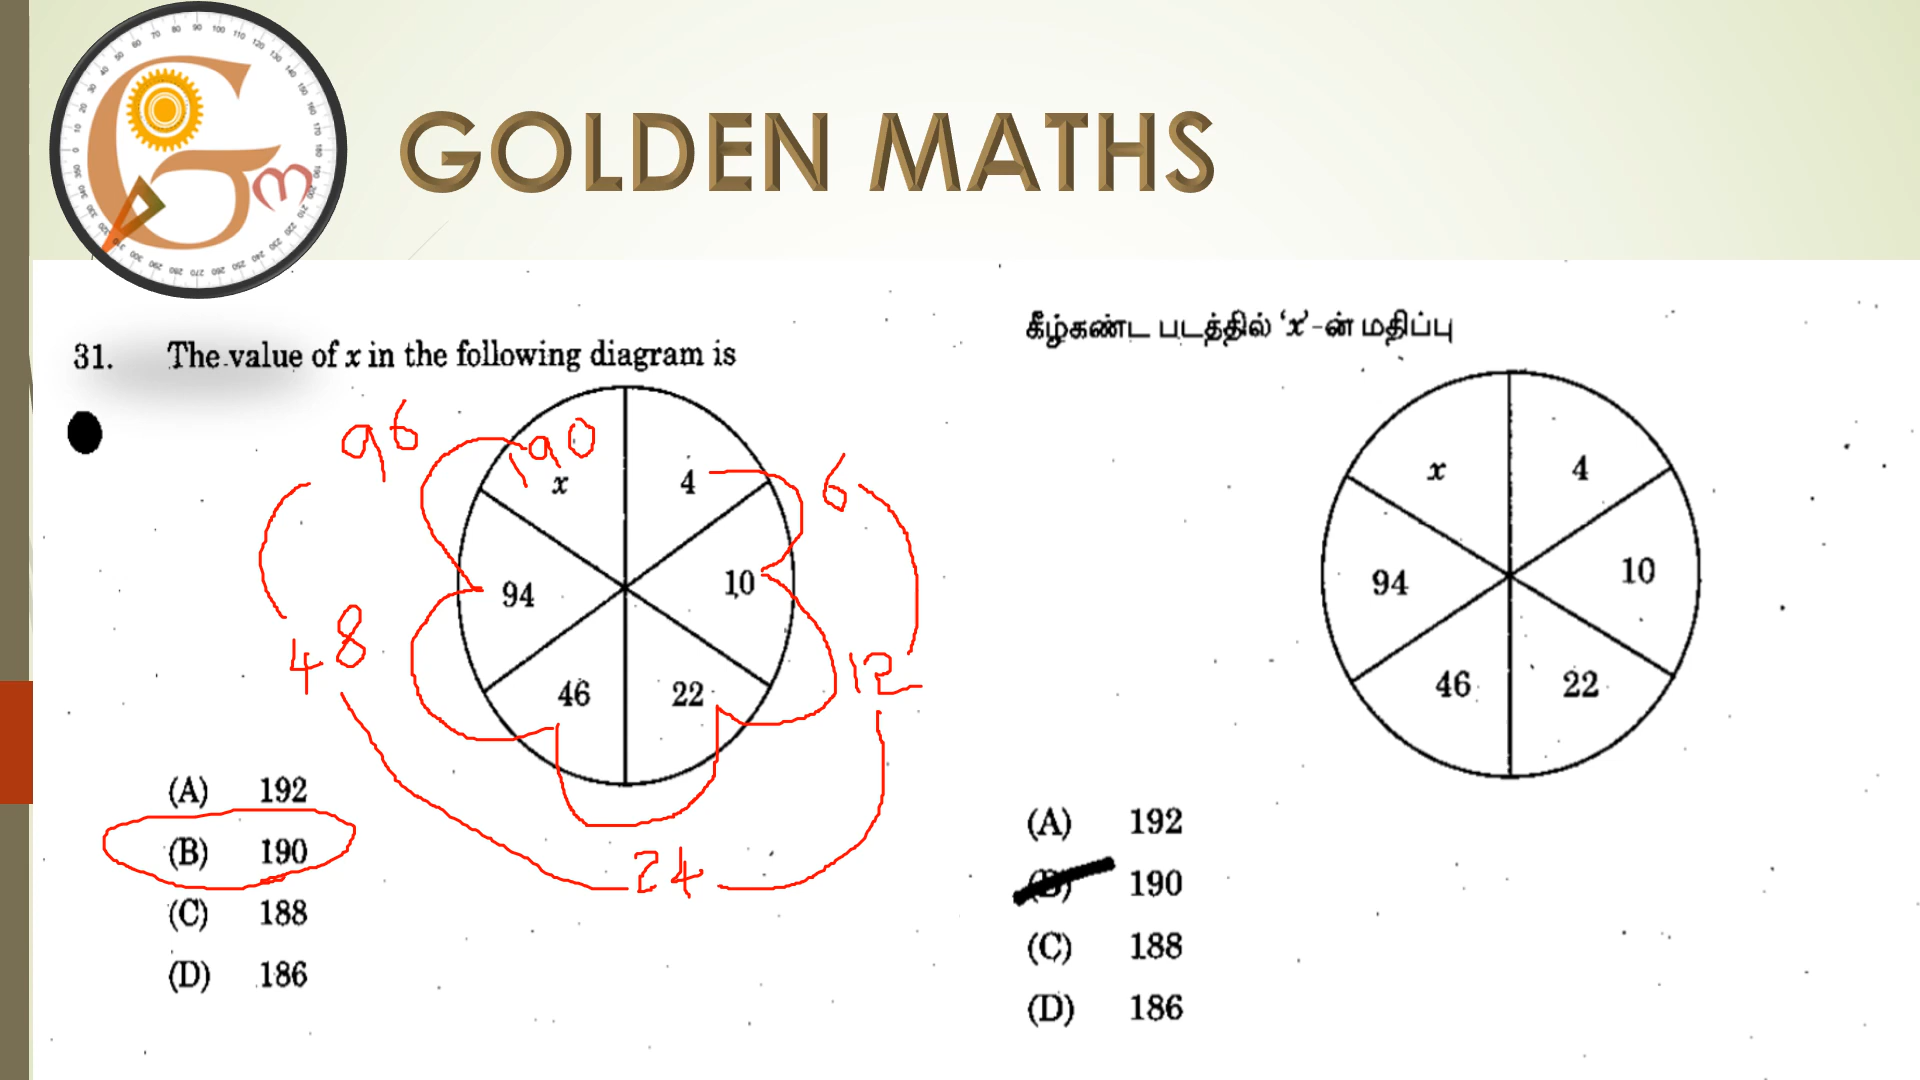 GOLDEN MATHS
Gm
31. The value of x in the following diagram is
x 4
94 10
46 22
96
190
6
48
12
24
(A) 192
(B) 190
(C) 188
(D) 186
கீழ்கண்ட படத்தில் ‘x’-ன் மதிப்பு
x 4
94 10
46 22
(A) 192
(B) 190
(C) 188
(D) 186